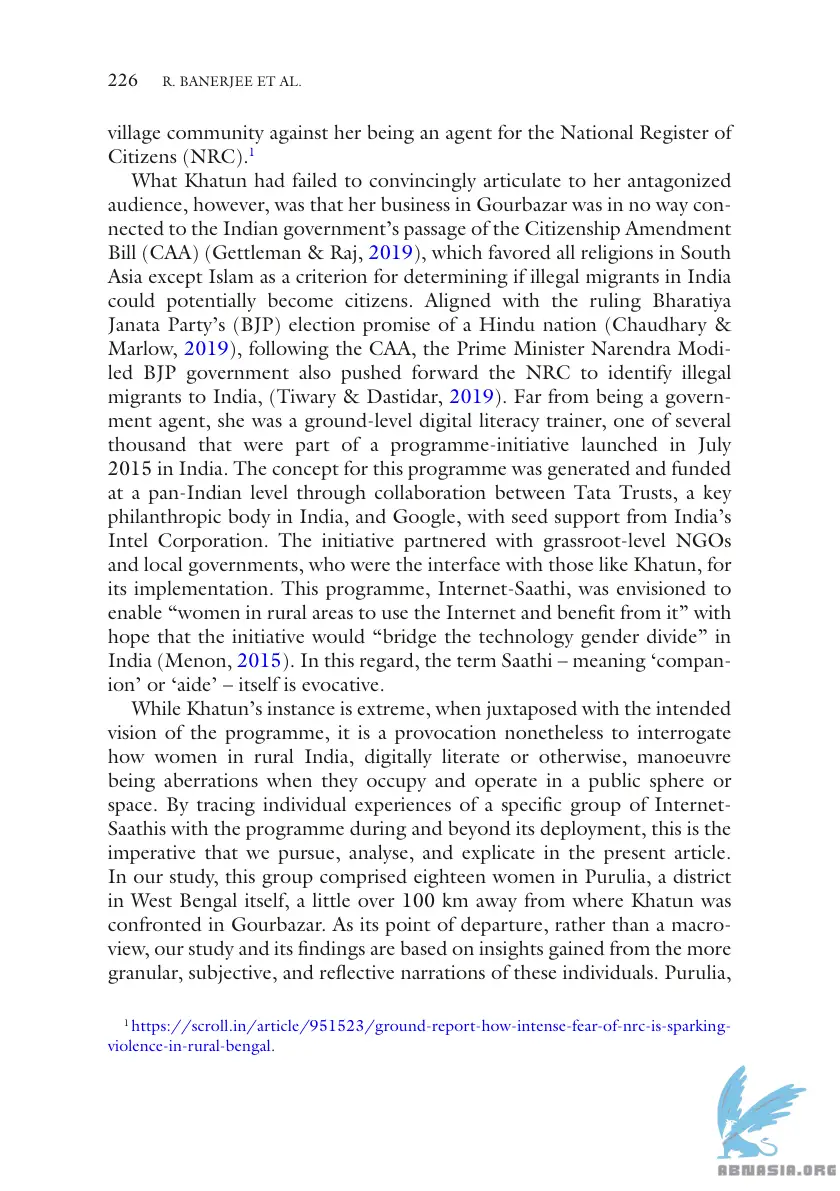 226 R. BANERJEE ET AL.
village community against her being an agent for the National Register of
Citizens (NRC).1
What Khatun had failed to convincingly articulate to her antagonized
audience, however, was that her business in Gourbazar was in no way con-
nected to the Indian government's passage of the Citizenship Amendment
Bill (CAA) (Gettleman & Raj, 2019), which favored all religions in South
Asia except Islam as a criterion for determining if illegal migrants in India
could potentially become citizens. Aligned with the ruling Bharatiya
Janata Party's (BJP) election promise of a Hindu nation (Chaudhary &
Marlow, 2019), following the CAA, the Prime Minister Narendra Modi-
led BJP government also pushed forward the NRC to identify illegal
migrants to India, (Tiwary & Dastidar, 2019). Far from being a govern-
ment agent, she was a ground-level digital literacy trainer, one of several
thousand that were part of a programme-initiative launched in July
2015 in India. The concept for this programme was generated and funded
at a pan-Indian level through collaboration between Tata Trusts, a key
philanthropic body in India, and Google, with seed support from India's
Intel Corporation. The initiative partnered with grassroot-level NGOs
and local governments, who were the interface with those like Khatun, for
its implementation. This programme, Internet-Saathi, was envisioned to
enable “women in rural areas to use the Internet and benefit from it” with
hope that the initiative would “bridge the technology gender divide” in
India (Menon, 2015). In this regard, the term Saathi – meaning ‘compan-
ion’ or ‘aide’ – itself is evocative.
While Khatun's instance is extreme, when juxtaposed with the intended
vision of the programme, it is a provocation nonetheless to interrogate
how women in rural India, digitally literate or otherwise, manoeuvre
being aberrations when they occupy and operate in a public sphere or
space. By tracing individual experiences of a specific group of Internet-
Saathis with the programme during and beyond its deployment, this is the
imperative that we pursue, analyse, and explicate in the present article.
In our study, this group comprised eighteen women in Purulia, a district
in West Bengal itself, a little over 100 km away from where Khatun was
confronted in Gourbazar. As its point of departure, rather than a macro-
view, our study and its findings are based on insights gained from the more
granular, subjective, and reflective narrations of these individuals. Purulia,
1 https://scroll.in/article/951523/ground-report-how-intense-fear-of-nrc-is-sparking-
violence-in-rural-bengal.
ABNASIA.ORG